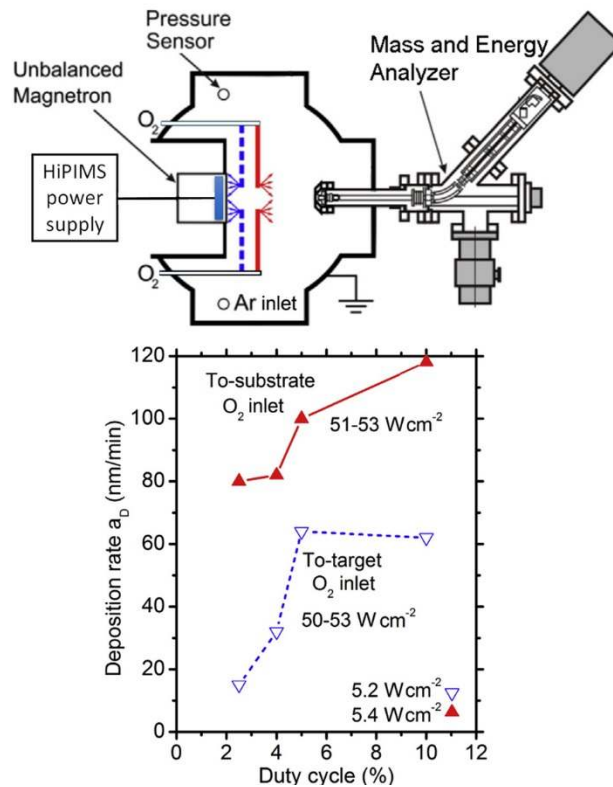 Pressure
Sensor
Unbalanced
Magnetron
Mass and Energy
Analyzer
O₂
HiPIMS
power
supply
O₂
Ar inlet
120
100
80
60
40
20
0
Deposition rate a_D (nm/min)
To-substrate
O₂ inlet
51-53 Wcm⁻²
To-target
O₂ inlet
50-53 Wcm⁻²
5.2 Wcm⁻²
5.4 Wcm⁻²
0 2 4 6 8 10 12
Duty cycle (%)